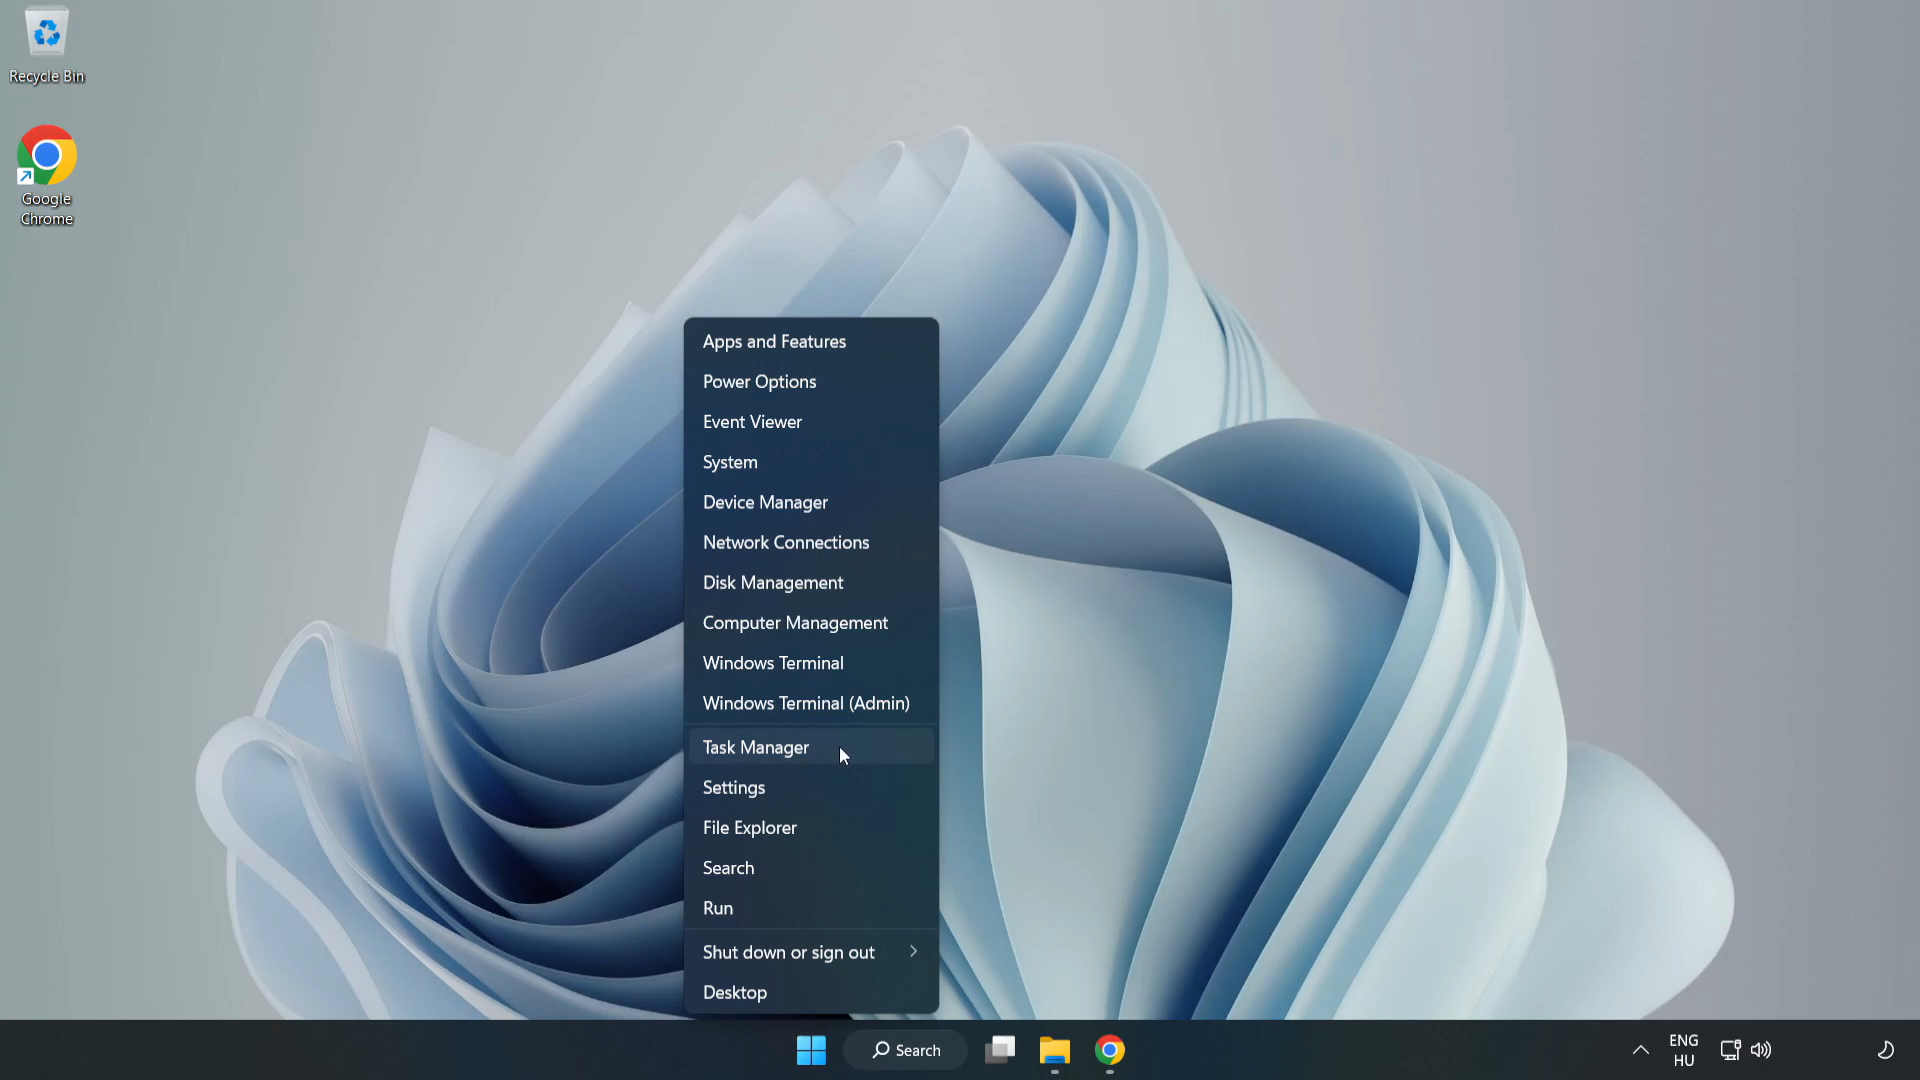 Recycle Bin
Google
Chrome
Apps and Features
Power Options
Event Viewer
System
Device Manager
Network Connections
Disk Management
Computer Management
Windows Terminal
Windows Terminal (Admin)
Task Manager
Settings
File Explorer
Search
Run
Shut down or sign out
Desktop
Search
ENG
HU